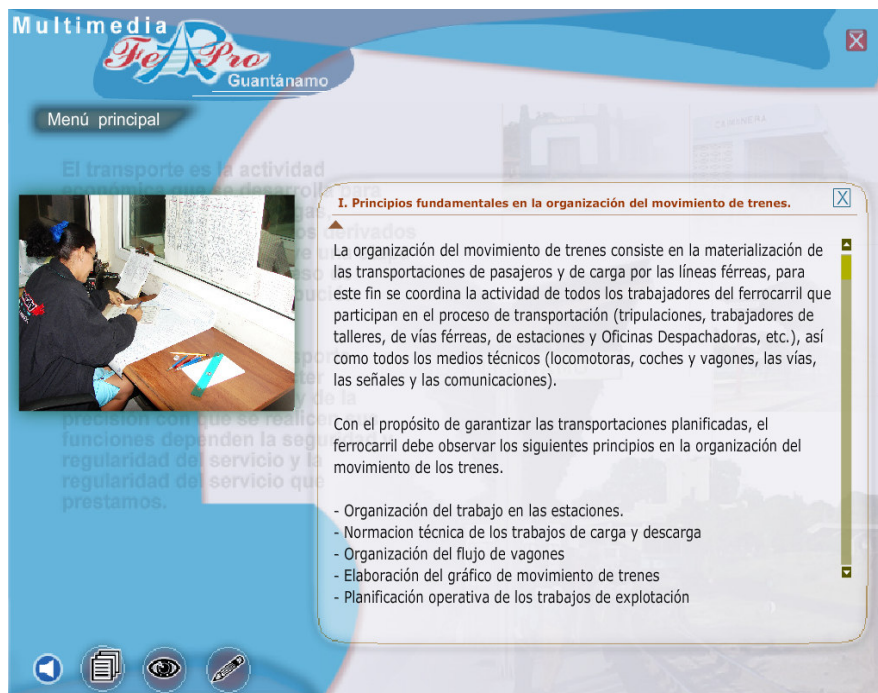 Multimedia
FeRPro
Guantánamo
Menú principal
El transporte es la actividad
I. Principios fundamentales en la organización del movimiento de trenes.
La organización del movimiento de trenes consiste en la materialización de
las transportaciones de pasajeros y de carga por las líneas férreas, para
este fin se coordina la actividad de todos los trabajadores del ferrocarril que
participan en el proceso de transportación (tripulaciones, trabajadores de
talleres, de vías férreas, de estaciones y Oficinas Despachadoras, etc.), así
como todos los medios técnicos (locomotoras, coches y vagones, las vías,
las señales y las comunicaciones).
Con el propósito de garantizar las transportaciones planificadas, el
ferrocarril debe observar los siguientes principios en la organización del
movimiento de los trenes.
- Organización del trabajo en las estaciones.
- Normacion técnica de los trabajos de carga y descarga
- Organización del flujo de vagones
- Elaboración del gráfico de movimiento de trenes
- Planificación operativa de los trabajos de explotación
funciones dependen la
regularidad del servicio y la
regularidad del servicio que
prestamos.